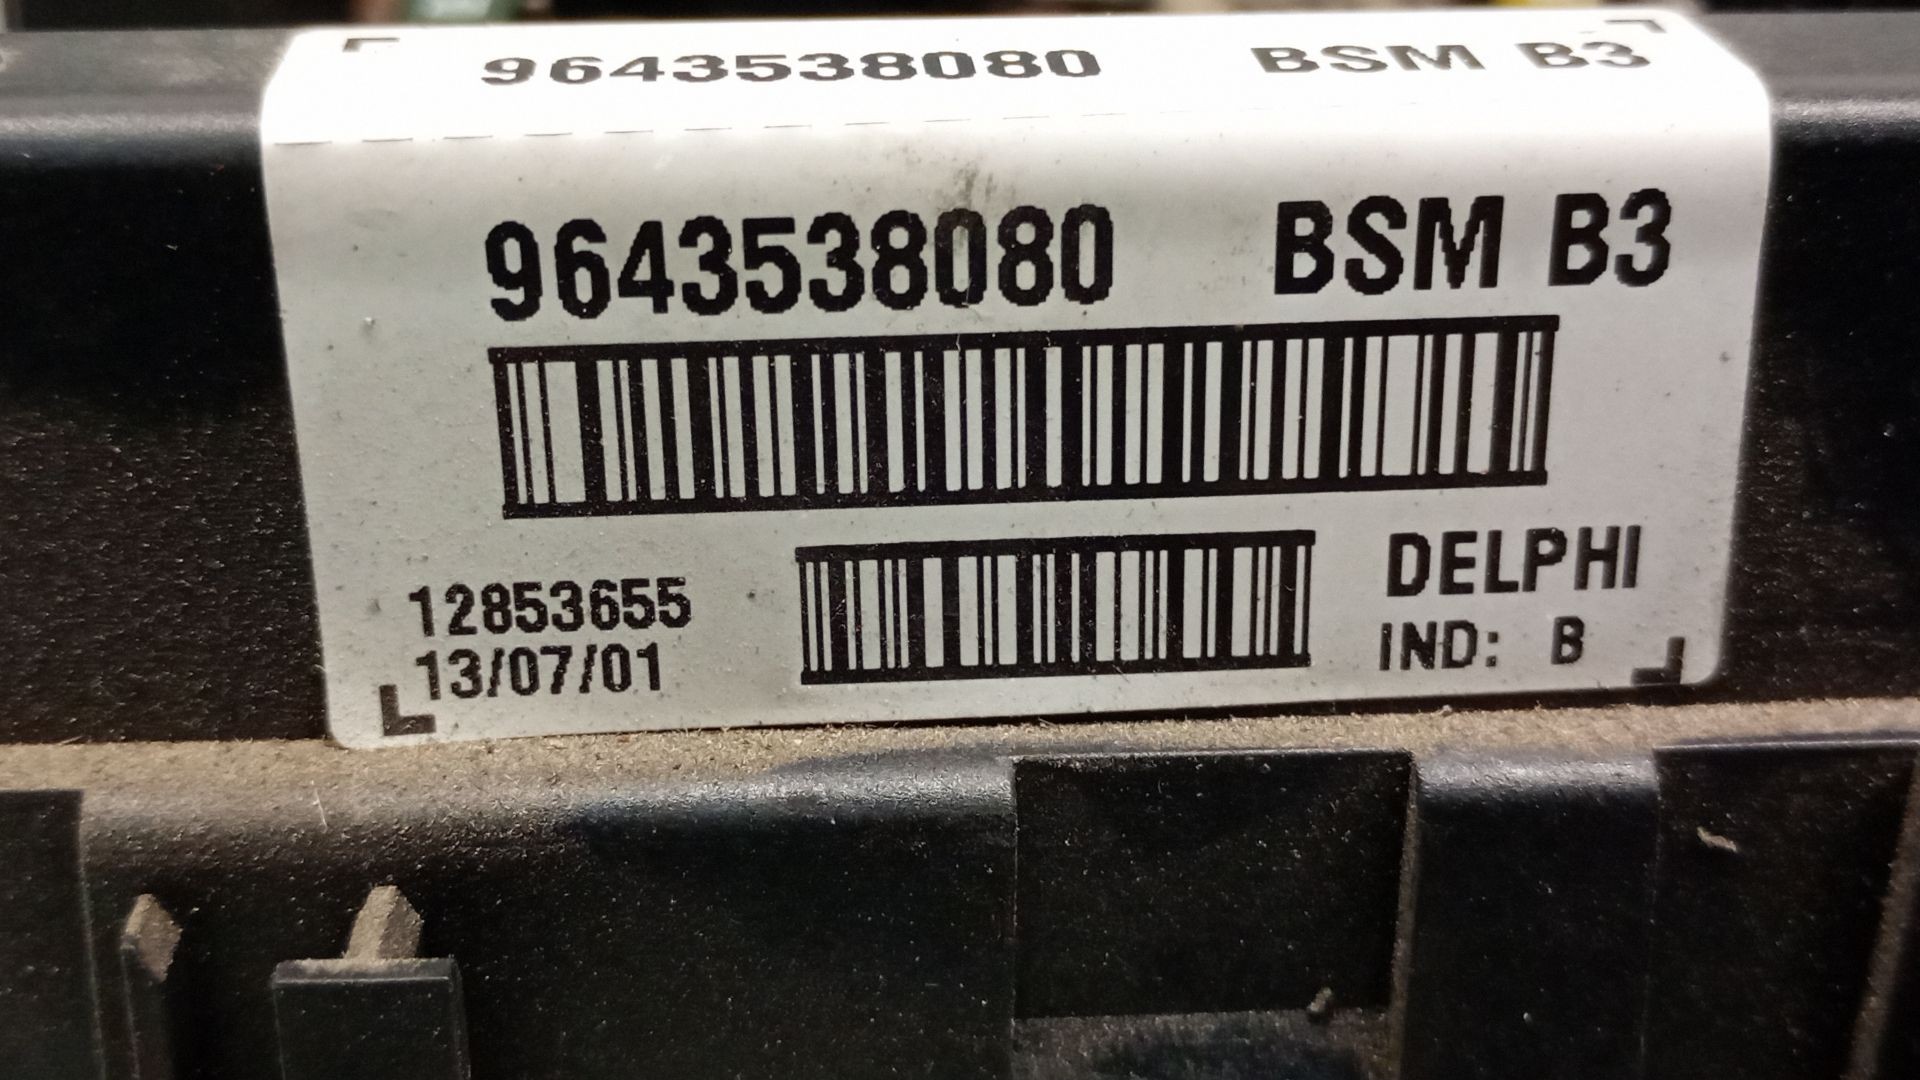 9643538080 BSM B3
9643538080 BSM B3
12853655
13/07/01
DELPHI
IND: B